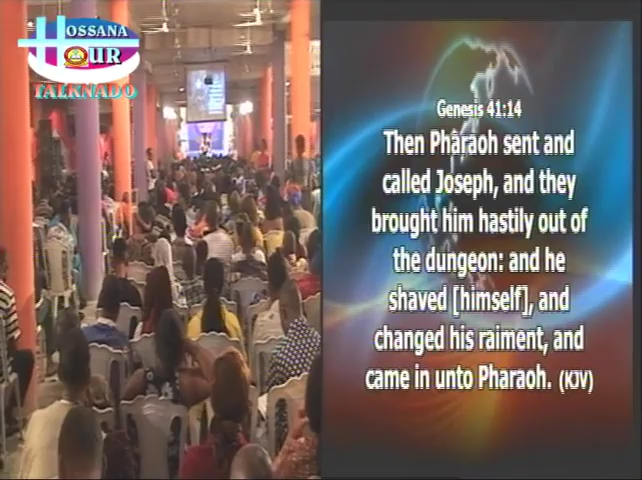 HOSSANA
HOUR
TALKNADO
Genesis 41:14
Then Pharaoh sent and
called Joseph, and they
brought him hastily out of
the dungeon: and he
shaved [himself], and
changed his raiment, and
came in unto Pharaoh. (KJV)